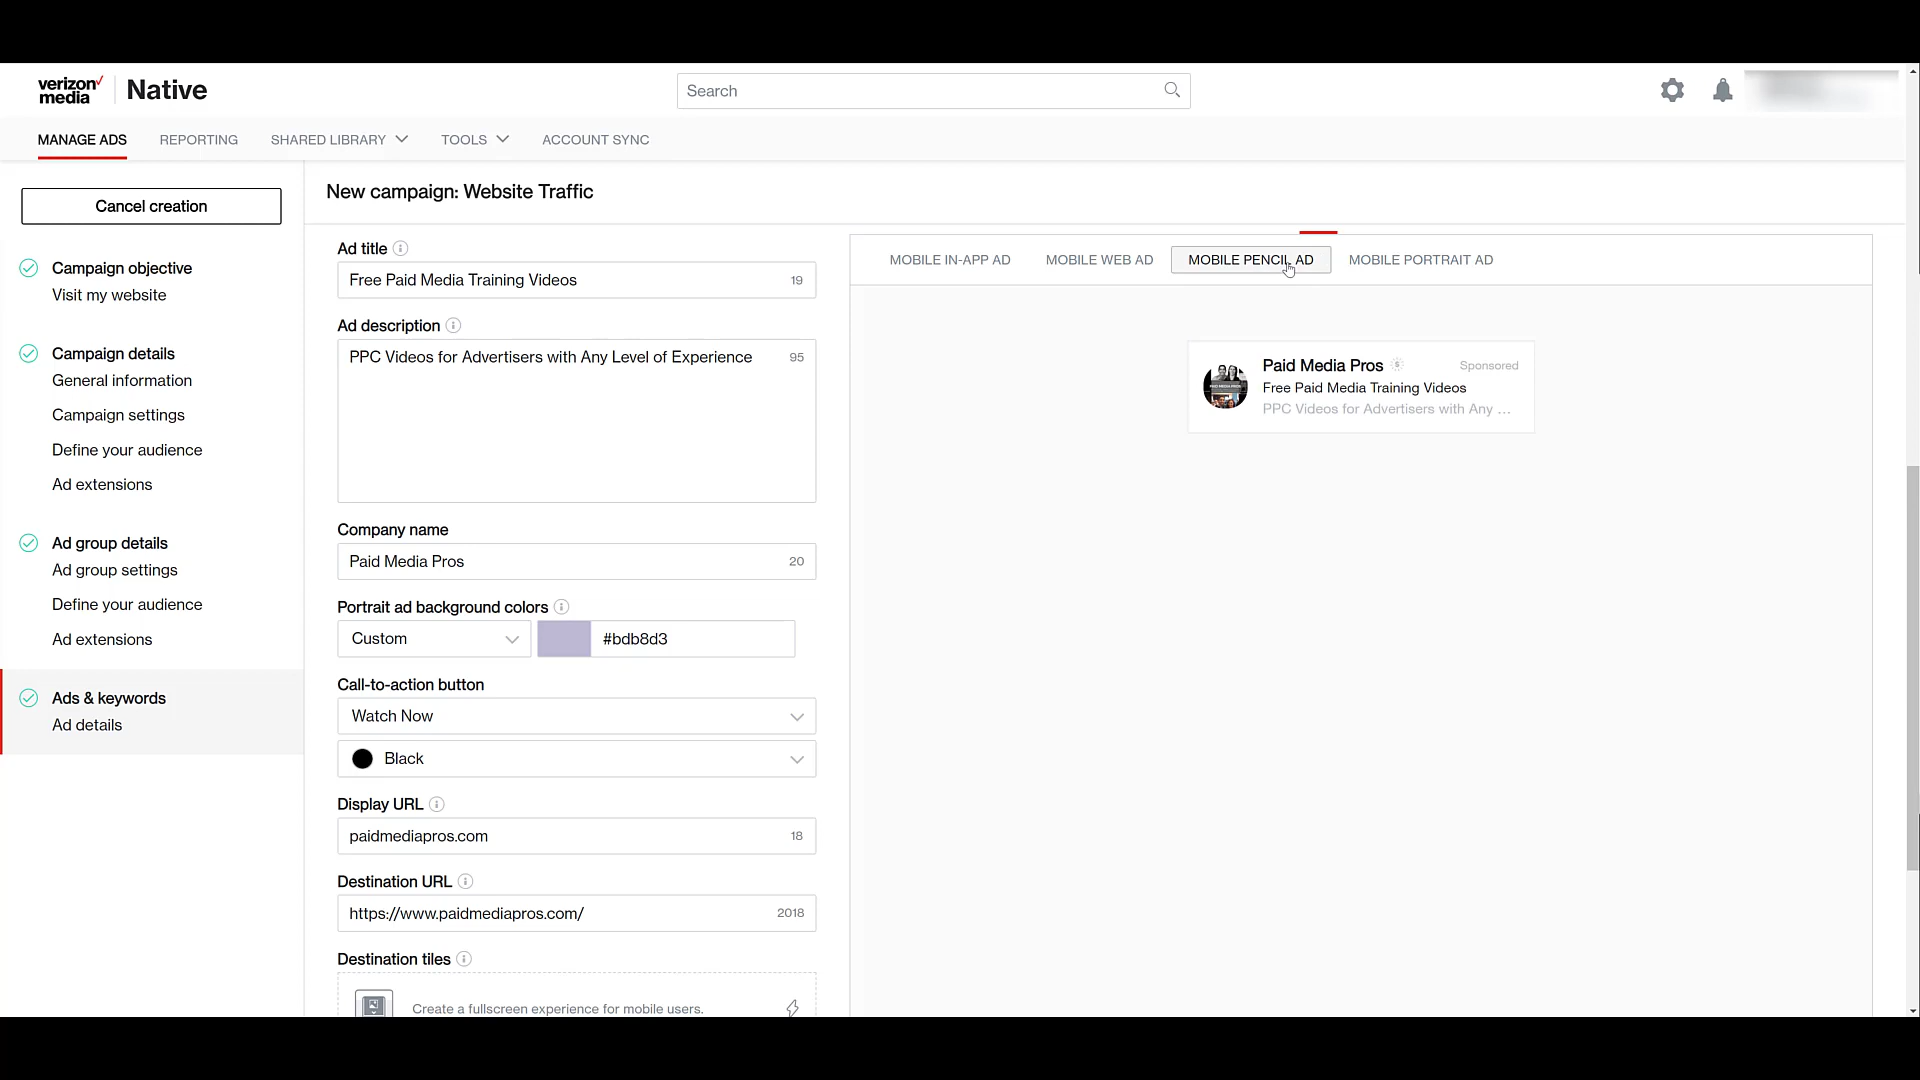 verizon media
Native
Search
MANAGE ADS
REPORTING
SHARED LIBRARY
TOOLS
ACCOUNT SYNC
Cancel creation
New campaign: Website Traffic
Campaign objective
Visit my website
Campaign details
General information
Campaign settings
Define your audience
Ad extensions
Ad group details
Ad group settings
Define your audience
Ad extensions
Ads & keywords
Ad details
Ad title
Free Paid Media Training Videos 19
Ad description
PPC Videos for Advertisers with Any Level of Experience 95
Company name
Paid Media Pros 20
Portrait ad background colors
Custom #bdb8d3
Call-to-action button
Watch Now
Black
Display URL
paidmediapros.com 18
Destination URL
https://www.paidmediapros.com/ 2018
Destination tiles
Create a fullscreen experience for mobile users.
MOBILE IN-APP AD
MOBILE WEB AD
MOBILE PENCIL AD
MOBILE PORTRAIT AD
Paid Media Pros Sponsored
Free Paid Media Training Videos
PPC Videos for Advertisers with Any ...